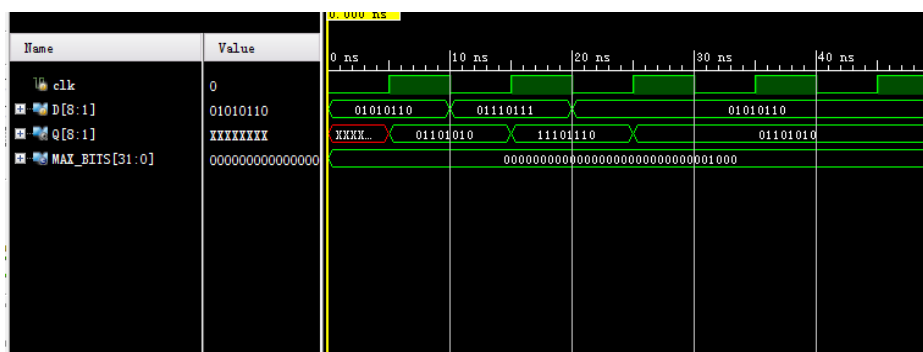 0.000 ns
Name Value 0 ns 10 ns 20 ns 30 ns 40 ns
clk 0
D[8:1] 01010110 01010110 01110111 01010110
Q[8:1] XXXXXXXX XXXX... 01101010 11101110 01101010
MAX_BITS[31:0] 000000000000000 00000000000000000000000000001000